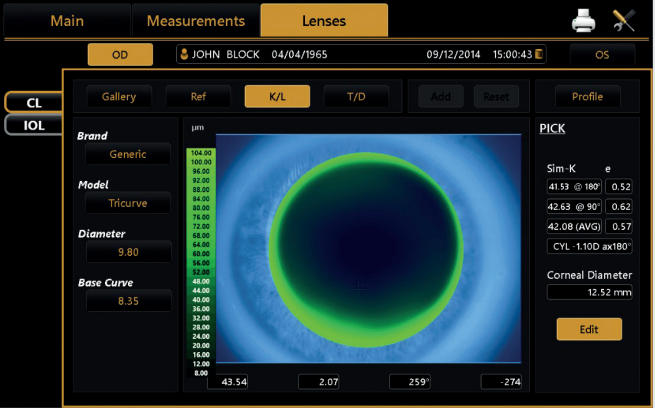 Main Measurements Lenses
OD JOHN BLOCK 04/04/1965 09/12/2014 15:00:43 OS
CL
IOL
Gallery Ref K/L T/D Add Reset Profile
Brand
Generic
Model
Tricurve
Diameter
9.80
Base Curve
8.35
µm
104.00
100.00
96.00
92.00
88.00
84.00
80.00
76.00
72.00
68.00
64.00
60.00
56.00
52.00
48.00
44.00
40.00
36.00
32.00
28.00
24.00
20.00
16.00
12.00
8.00
43.54 2.07 259° -274
PICK
Sim-K e
41.53 @ 180° 0.52
42.63 @ 90° 0.62
42.08 (AVG) 0.57
CYL -1.10D ax180°
Corneal Diameter
12.52 mm
Edit